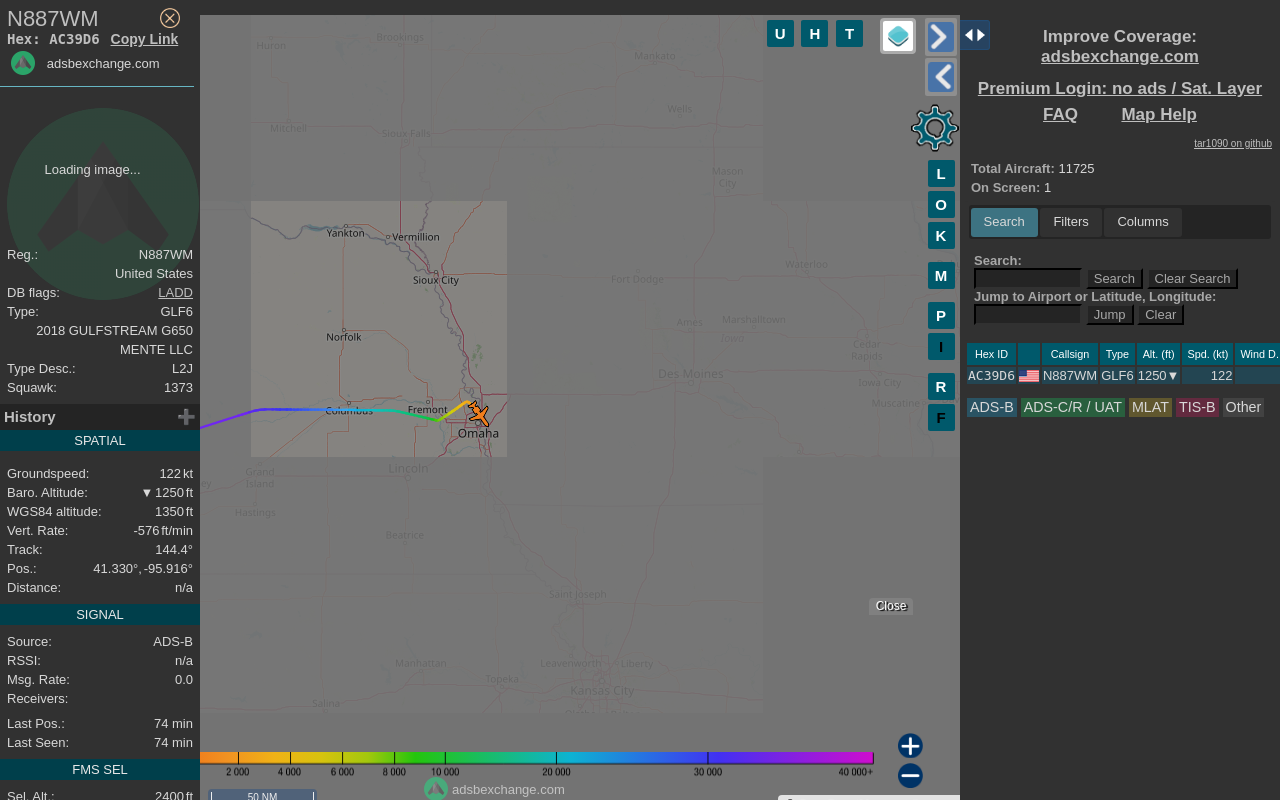 N887WM
Hex: AC39D6 Copy Link
adsbexchange.com
Loading image...
Reg.: N887WM
United States
DB flags: LADD
Type: GLF6
2018 GULFSTREAM G650
MENTE LLC
Type Desc.: L2J
Squawk: 1373
History
SPATIAL
Groundspeed: 122 kt
Baro. Altitude: ▼ 1250 ft
WGS84 altitude: 1350 ft
Vert. Rate: -576 ft/min
Track: 144.4°
Pos.: 41.330°, -95.916°
Distance: n/a
SIGNAL
Source: ADS-B
RSSI: n/a
Msg. Rate: 0.0
Receivers:
Last Pos.: 74 min
Last Seen: 74 min
FMS SEL
Sel. Alt.: 2400 ft
U H T
L
O
K
M
P
I
R
F
Huron
Brookings
Mankato
Wells
Mitchell
Sioux Falls
Mason
City
Yankton
Vermillion
Sioux City
Fort Dodge
Waterloo
Norfolk
Ames
Marshalltown
Story
Cedar
Rapids
Des Moines
Iowa City
Columbus
Fremont
Muscatine
Omaha
Grand
Island
Lincoln
Hastings
Beatrice
Saint Joseph
Close
Manhattan
Leavenworth
Liberty
Topeka
Kansas City
Salina
2 000 4 000 6 000 8 000 10 000 20 000 30 000 40 000+
adsbexchange.com
50 NM
Improve Coverage:
adsbexchange.com
Premium Login: no ads / Sat. Layer
FAQ Map Help
tar1090 on github
Total Aircraft: 11725
On Screen: 1
Search Filters Columns
Search:
Search Clear Search
Jump to Airport or Latitude, Longitude:
Jump Clear
Hex ID Callsign Type Alt. (ft) Spd. (kt) Wind D.
AC39D6 N887WM GLF6 1250▼ 122
ADS-B ADS-C/R / UAT MLAT TIS-B Other